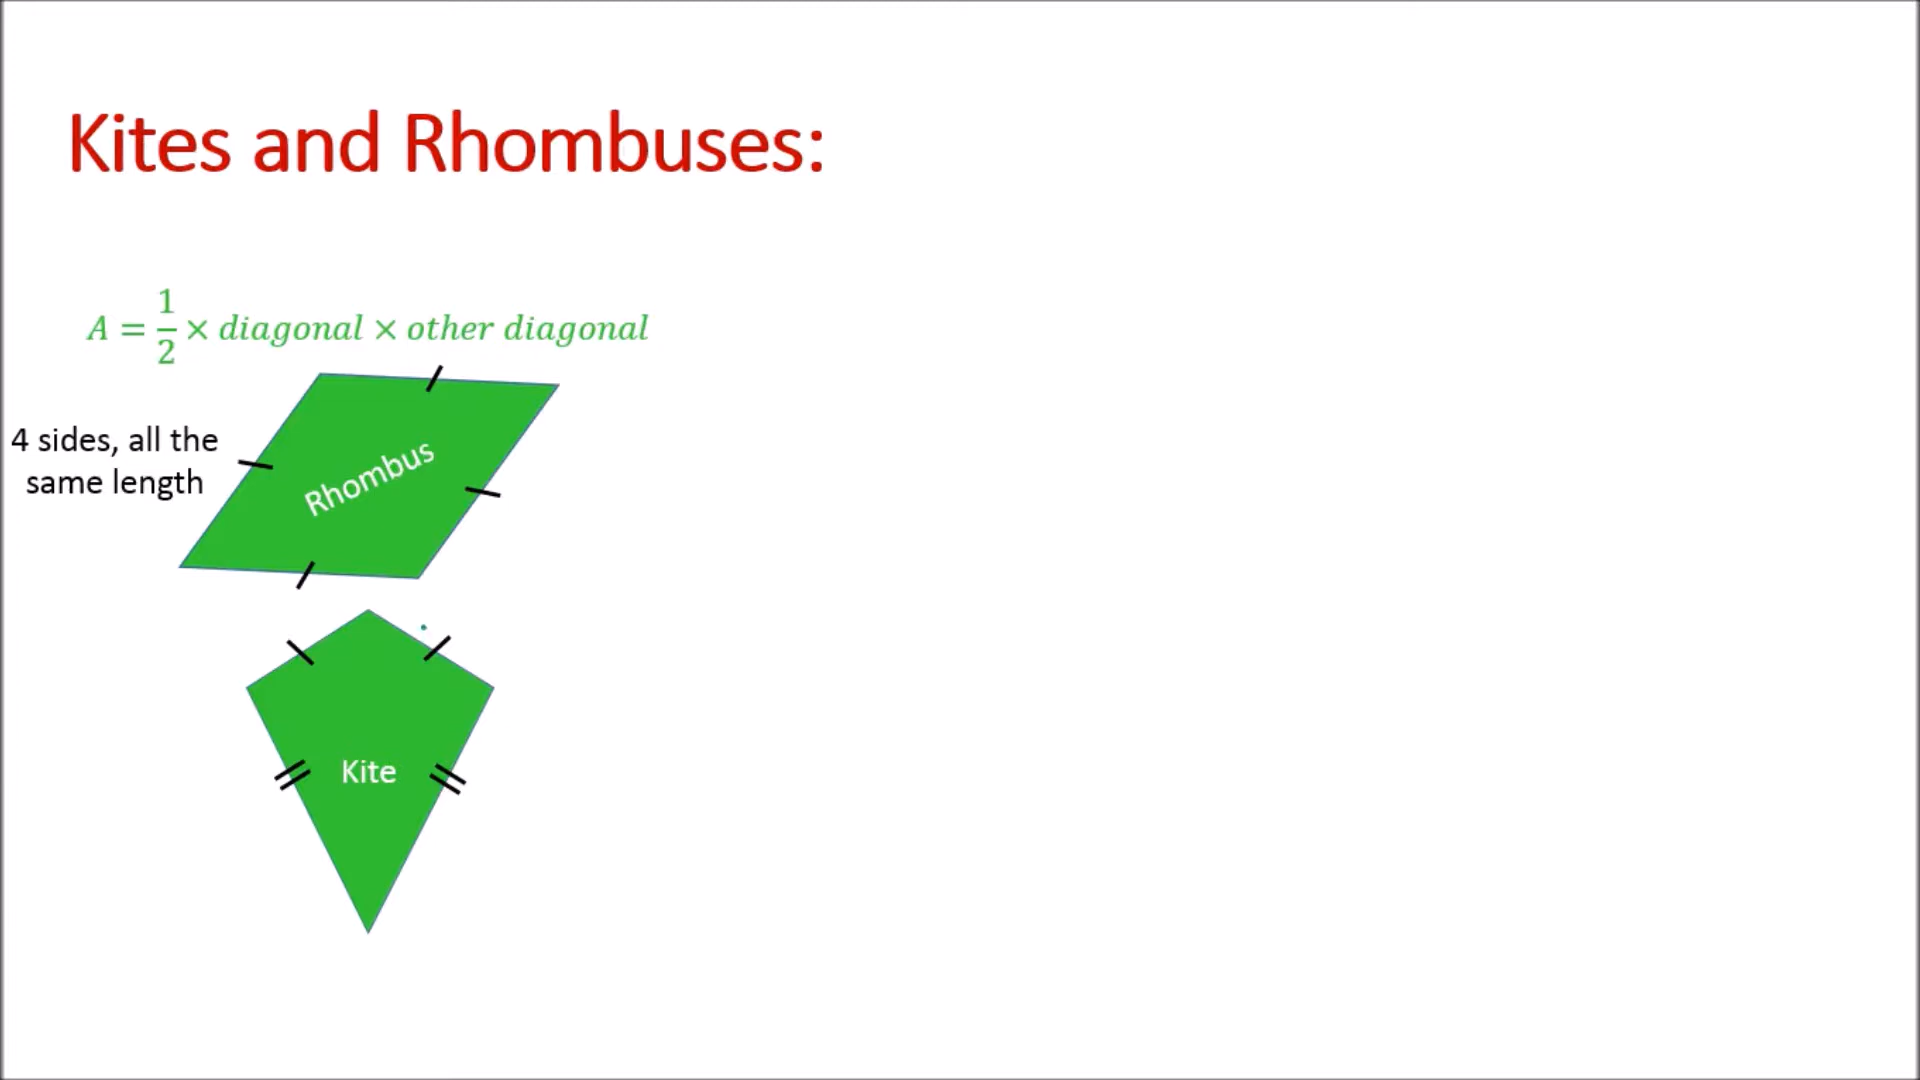 Kites and Rhombuses:
A = 1/2 × diagonal × other diagonal
4 sides, all the
same length
Rhombus
Kite